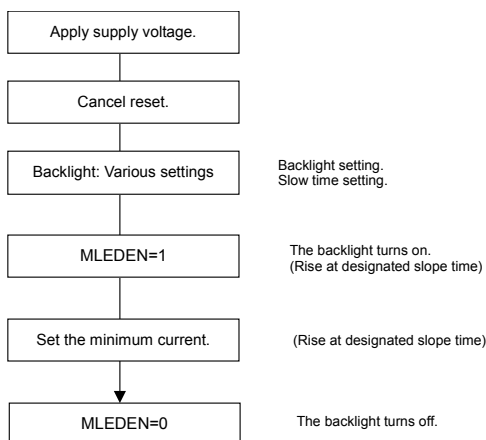 Apply supply voltage.
Cancel reset.
Backlight: Various settings
Backlight setting.
Slow time setting.
MLEDEN=1
The backlight turns on.
(Rise at designated slope time)
Set the minimum current.
(Rise at designated slope time)
MLEDEN=0
The backlight turns off.